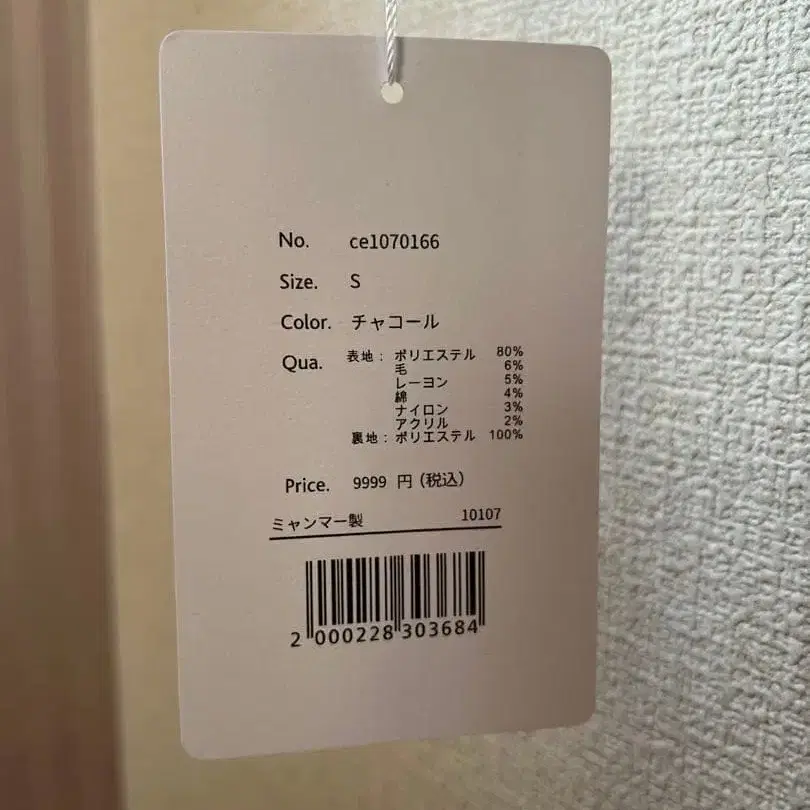 No. ce1070166
Size. S
Color. チャコール
Qua. 表地: ポリエステル 80%
毛 6%
レーヨン 5%
綿 4%
ナイロン 3%
アクリル 2%
裏地: ポリエステル 100%
Price. 9999 円(税込)
ミャンマー製 10107
2 000228 303684